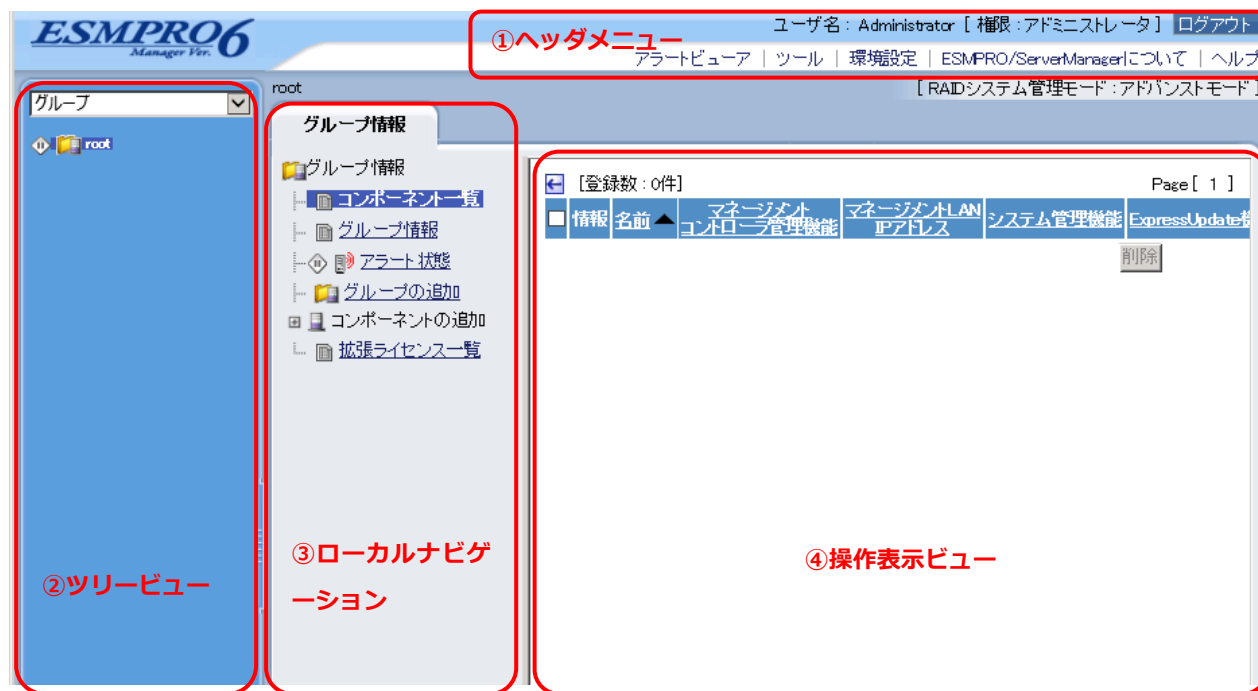 ESMPRO6
Manager Ver.
①ヘッダメニュー
ユーザ名 : Administrator [ 権限 : アドミニストレータ ] ログアウト
アラートビューア | ツール | 環境設定 | ESMPRO/ServerManagerについて | ヘルプ
グループ
root
root
[ RAIDシステム管理モード : アドバンストモード ]
グループ情報
グループ情報
コンポーネント一覧
グループ情報
アラート状態
グループの追加
コンポーネントの追加
拡張ライセンス一覧
[登録数 : 0件]
Page [ 1 ]
情報 名前 マネージメントコントローラ管理機能 マネージメントLAN IPアドレス システム管理機能 ExpressUpdate
削除
②ツリービュー
③ローカルナビゲ
ーション
④操作表示ビュー